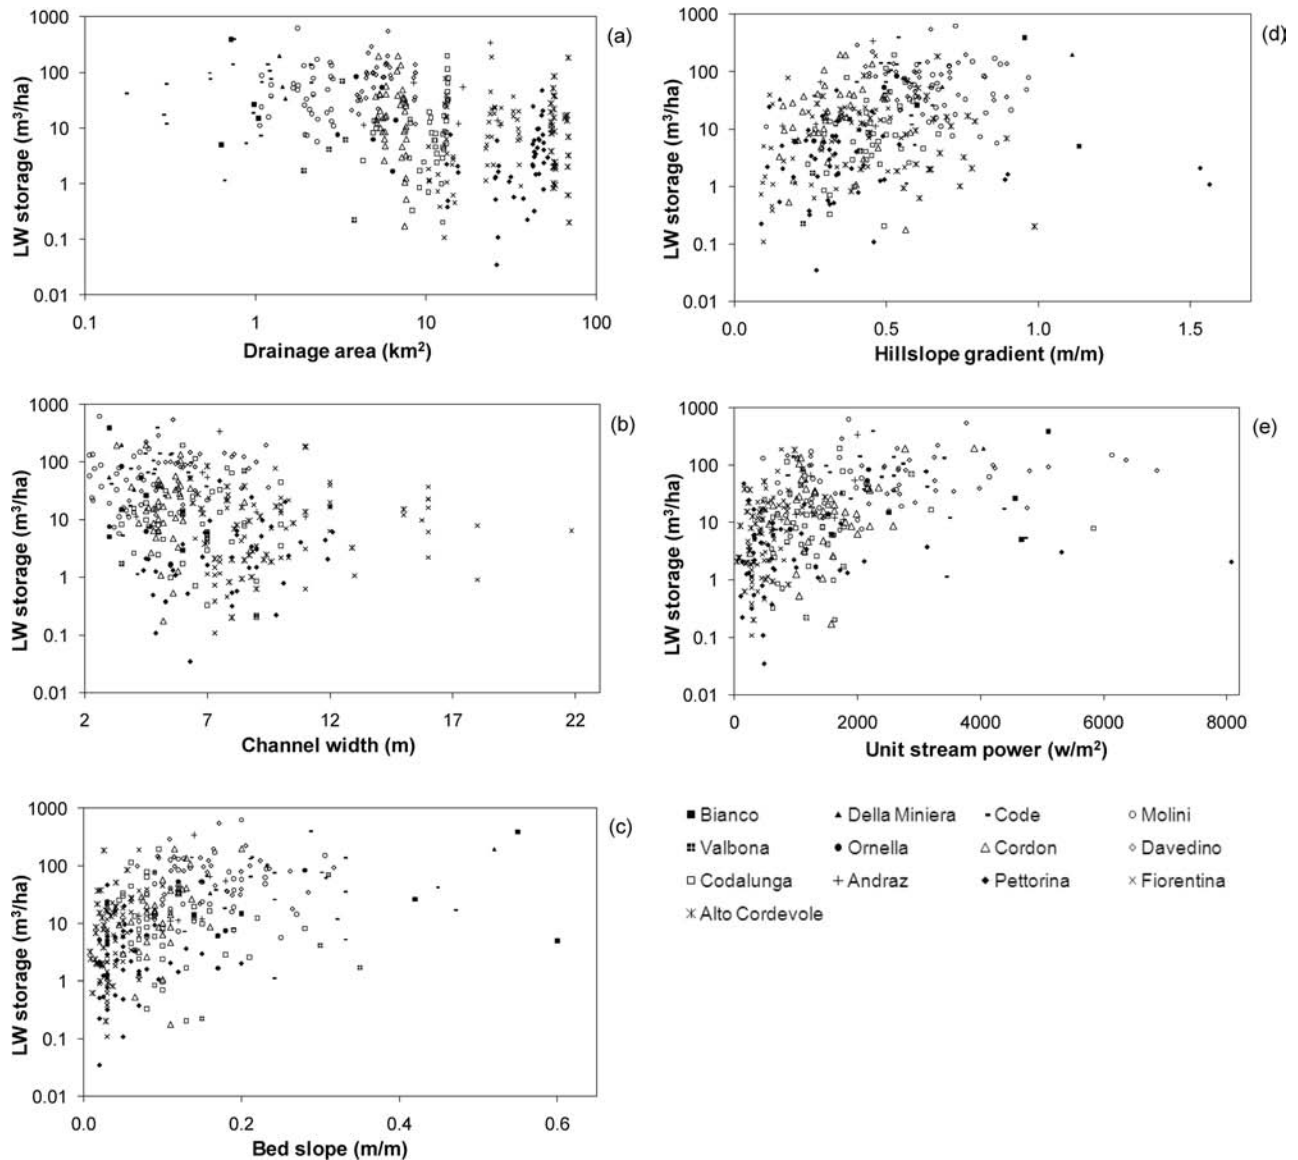 (a)
LW storage (m³/ha)
1000
100
10
1
0.1
0.01
0.1 1 10 100
Drainage area (km²)
(d)
LW storage (m³/ha)
1000
100
10
1
0.1
0.01
0.0 0.5 1.0 1.5
Hillslope gradient (m/m)
(b)
LW storage (m³/ha)
1000
100
10
1
0.1
0.01
2 7 12 17 22
Channel width (m)
(e)
LW storage (m³/ha)
1000
100
10
1
0.1
0.01
0 2000 4000 6000 8000
Unit stream power (w/m²)
(c)
LW storage (m³/ha)
1000
100
10
1
0.1
0.01
0.0 0.2 0.4 0.6
Bed slope (m/m)
Bianco Della Miniera Code Molini
Valbona Ornella Cordon Davedino
Codalunga Andraz Pettorina Fiorentina
Alto Cordevole